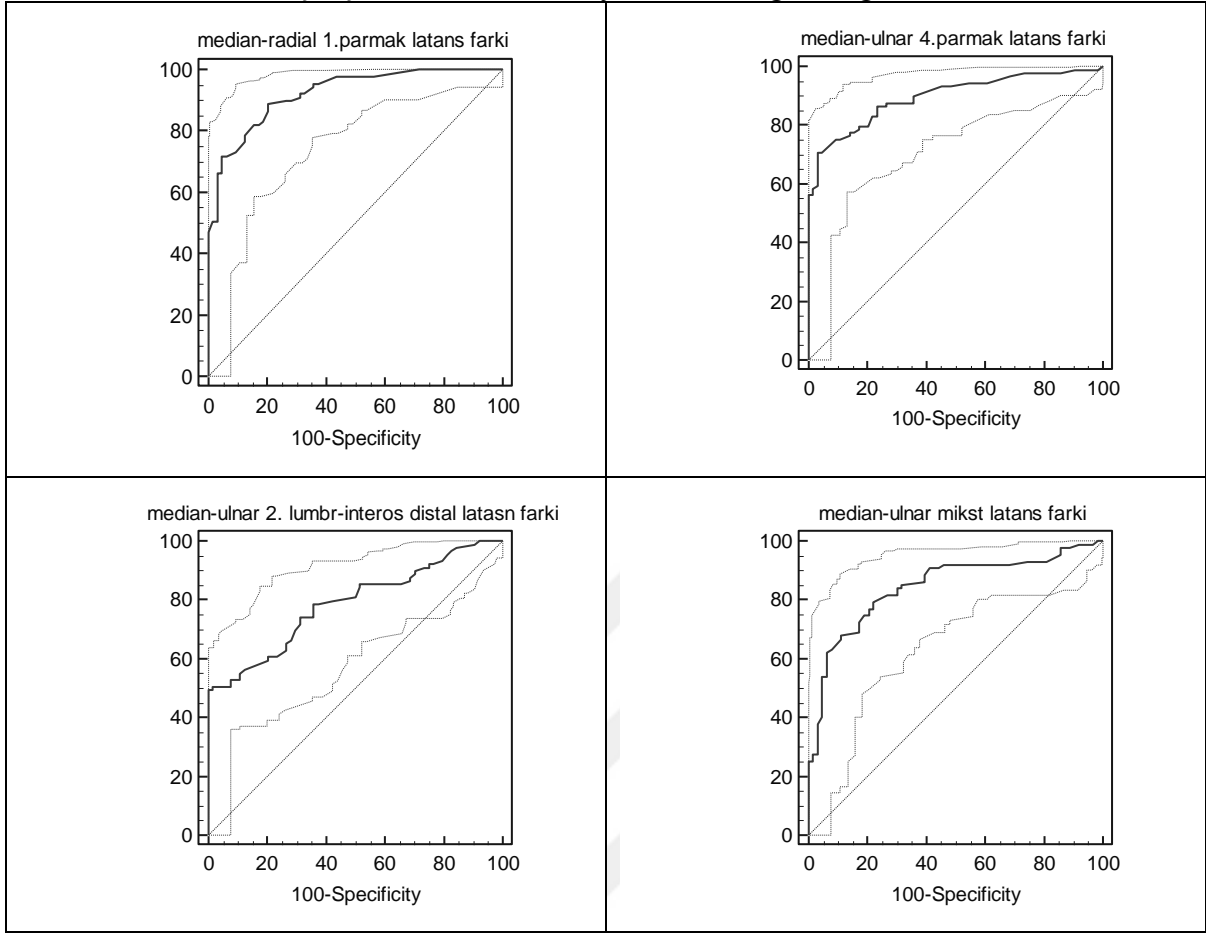 median-radial 1.parmak latans farki
100
80
60
40
20
0
0 20 40 60 80 100
100-Specificity
median-ulnar 4.parmak latans farki
100
80
60
40
20
0
0 20 40 60 80 100
100-Specificity
median-ulnar 2. lumbr-interos distal latasn farki
100
80
60
40
20
0
0 20 40 60 80 100
100-Specificity
median-ulnar mikst latans farki
100
80
60
40
20
0
0 20 40 60 80 100
100-Specificity